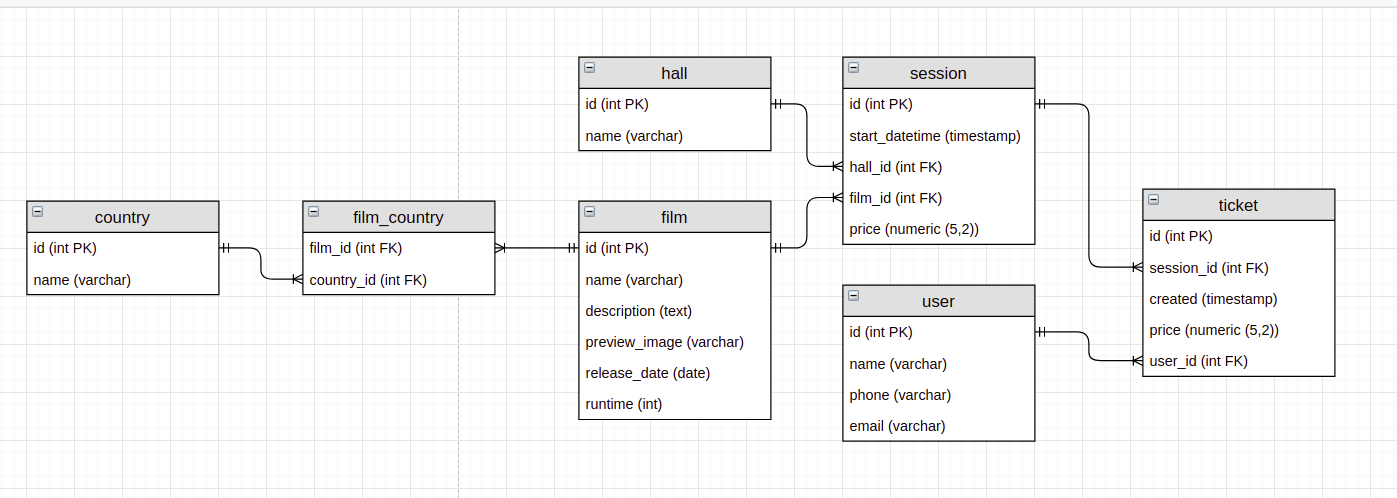 hall
id (int PK)
name (varchar)
session
id (int PK)
start_datetime (timestamp)
hall_id (int FK)
film_id (int FK)
price (numeric (5,2))
country
id (int PK)
name (varchar)
film_country
film_id (int FK)
country_id (int FK)
film
id (int PK)
name (varchar)
description (text)
preview_image (varchar)
release_date (date)
runtime (int)
user
id (int PK)
name (varchar)
phone (varchar)
email (varchar)
ticket
id (int PK)
session_id (int FK)
created (timestamp)
price (numeric (5,2))
user_id (int FK)